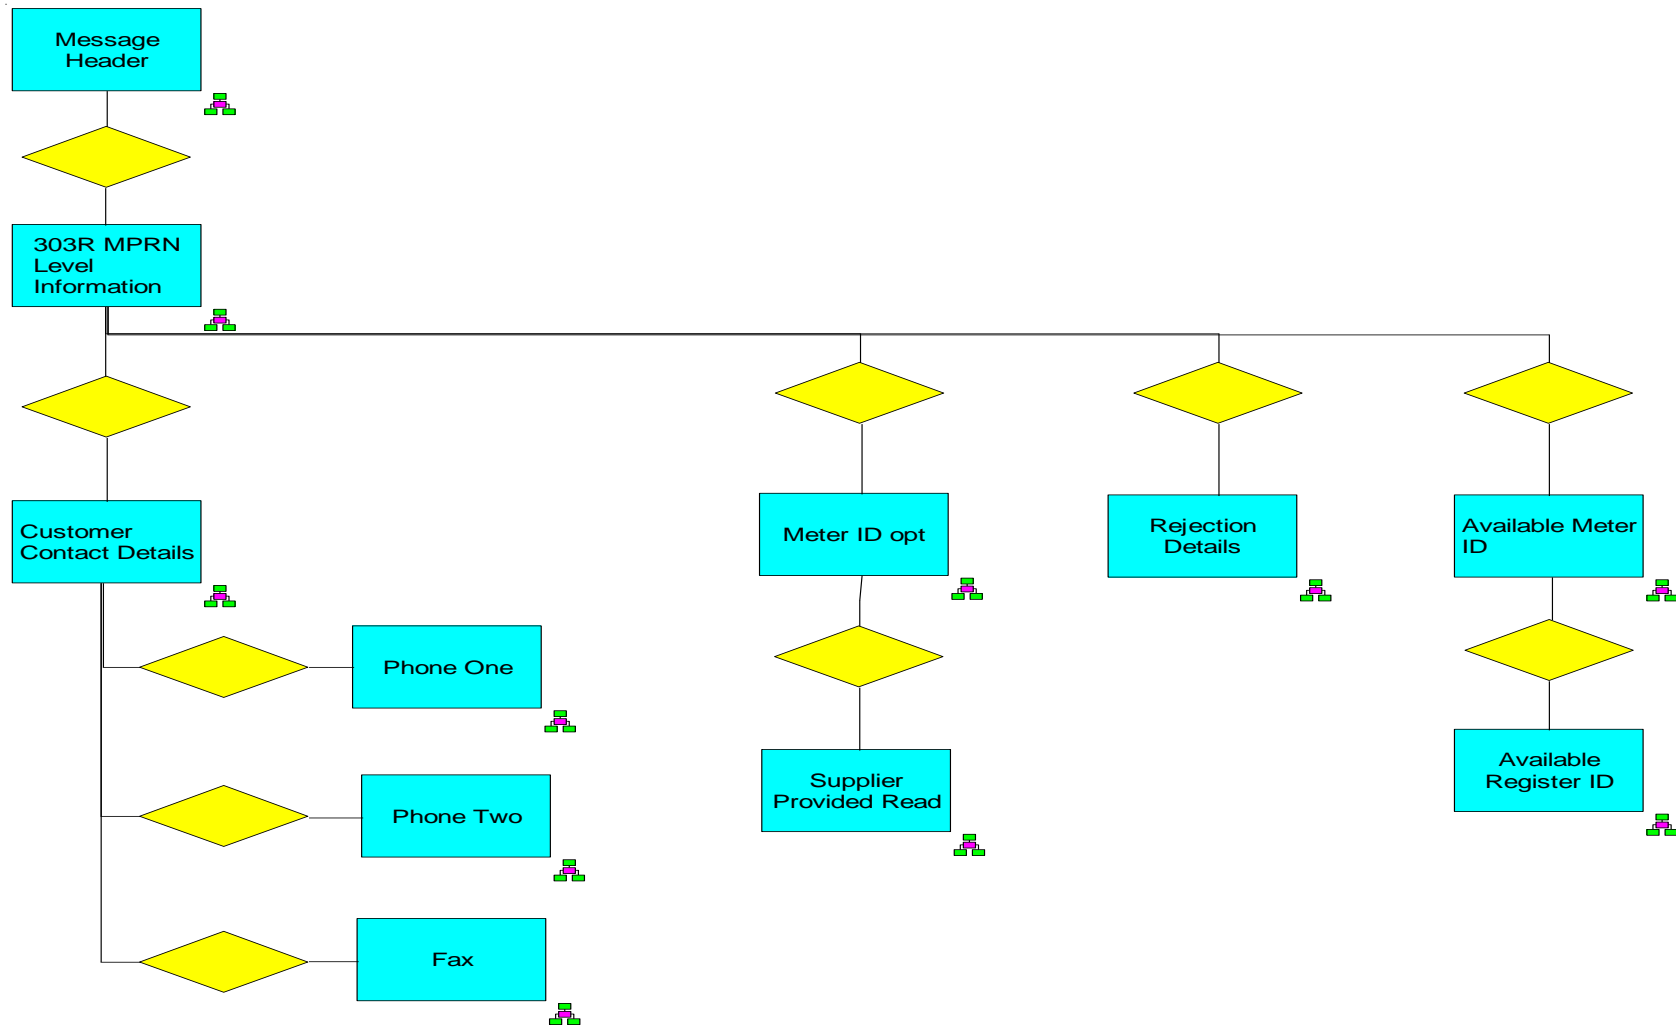 Message
Header
303R MPRN
Level
Information
Customer
Contact Details
Meter ID opt
Rejection
Details
Available Meter
ID
Phone One
Supplier
Provided Read
Available
Register ID
Phone Two
Fax